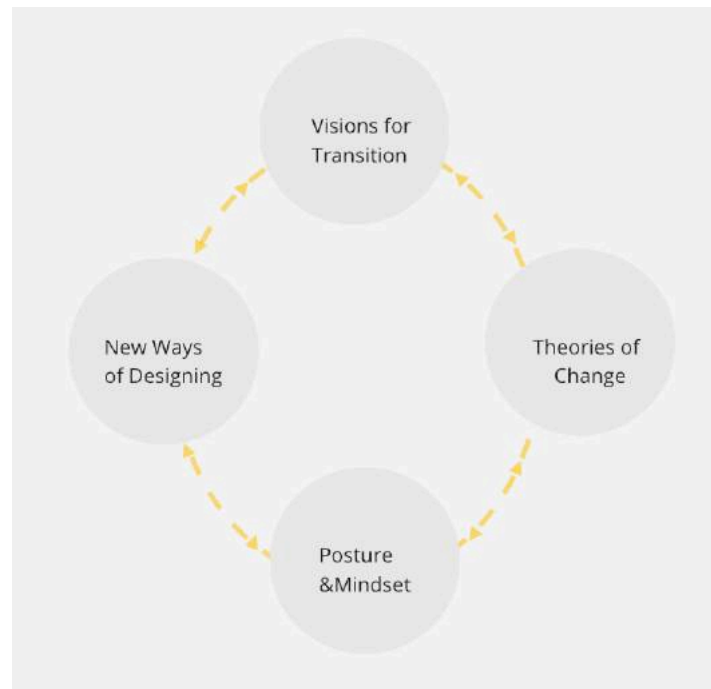 Visions for
Transition
New Ways
of Designing
Theories of
Change
Posture
&Mindset